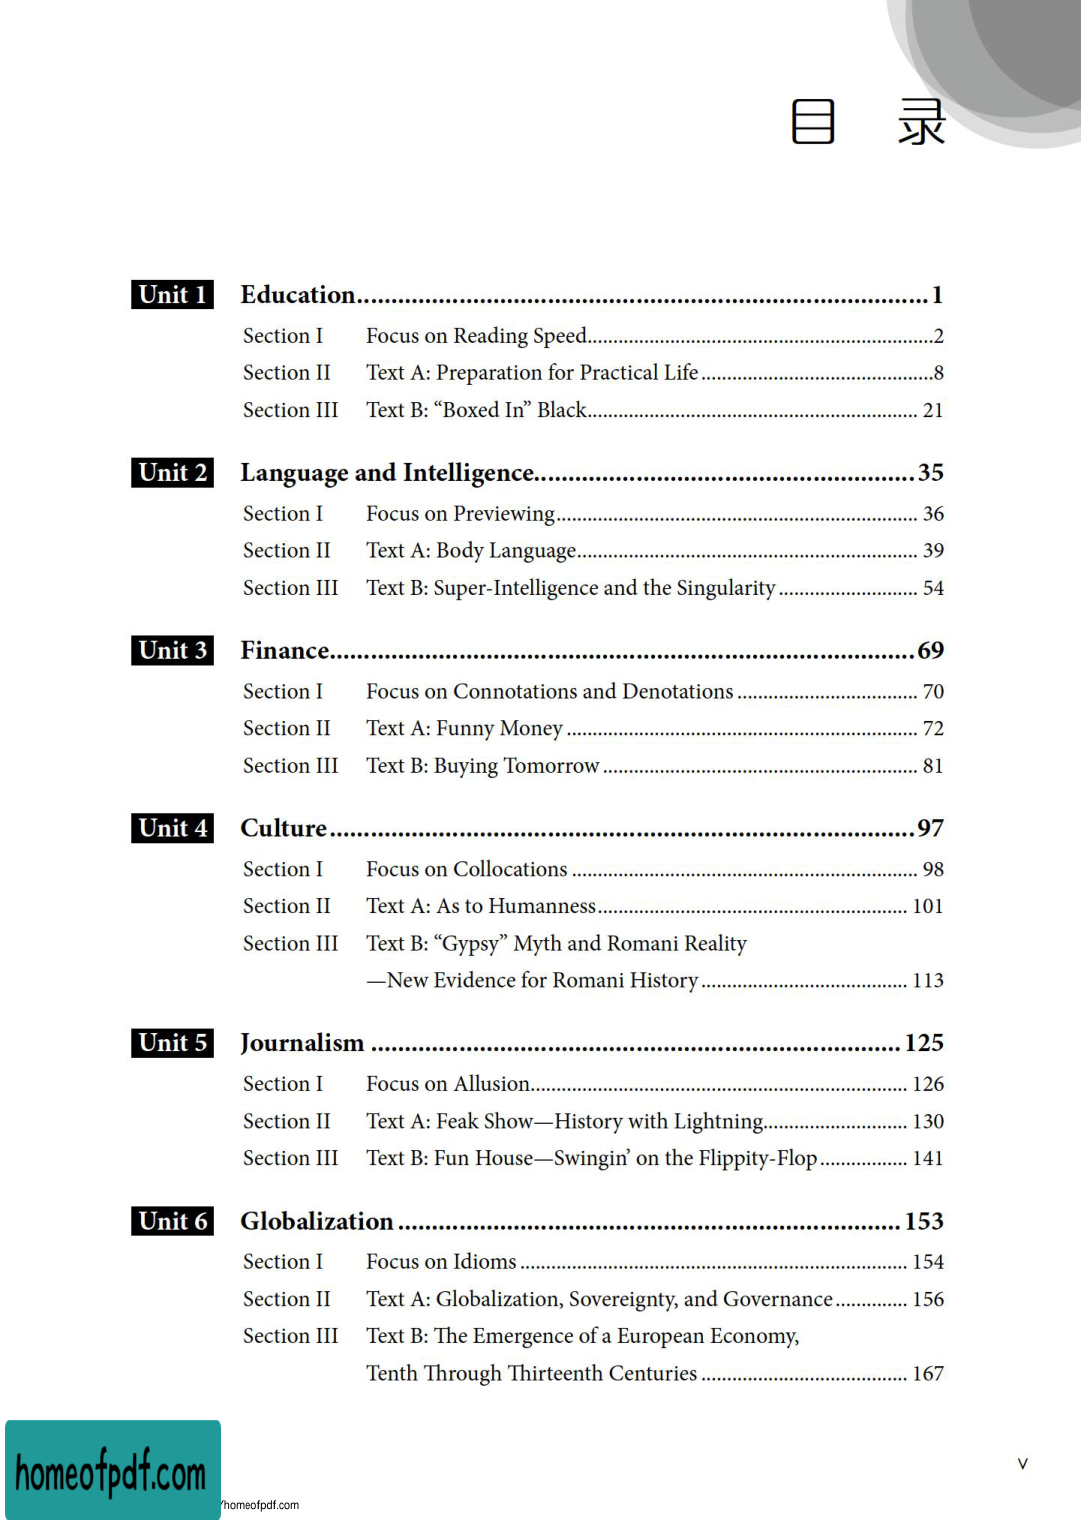 目 录
Unit 1 Education 1
Section I Focus on Reading Speed 2
Section II Text A: Preparation for Practical Life 8
Section III Text B: “Boxed In” Black 21
Unit 2 Language and Intelligence 35
Section I Focus on Previewing 36
Section II Text A: Body Language 39
Section III Text B: Super-Intelligence and the Singularity 54
Unit 3 Finance 69
Section I Focus on Connotations and Denotations 70
Section II Text A: Funny Money 72
Section III Text B: Buying Tomorrow 81
Unit 4 Culture 97
Section I Focus on Collocations 98
Section II Text A: As to Humanness 101
Section III Text B: “Gypsy” Myth and Romani Reality
—New Evidence for Romani History 113
Unit 5 Journalism 125
Section I Focus on Allusion 126
Section II Text A: Feak Show—History with Lightning 130
Section III Text B: Fun House—Swingin’ on the Flippity-Flop 141
Unit 6 Globalization 153
Section I Focus on Idioms 154
Section II Text A: Globalization, Sovereignty, and Governance 156
Section III Text B: The Emergence of a European Economy,
Tenth Through Thirteenth Centuries 167
V
homeofpdf.com
/homeofpdf.com